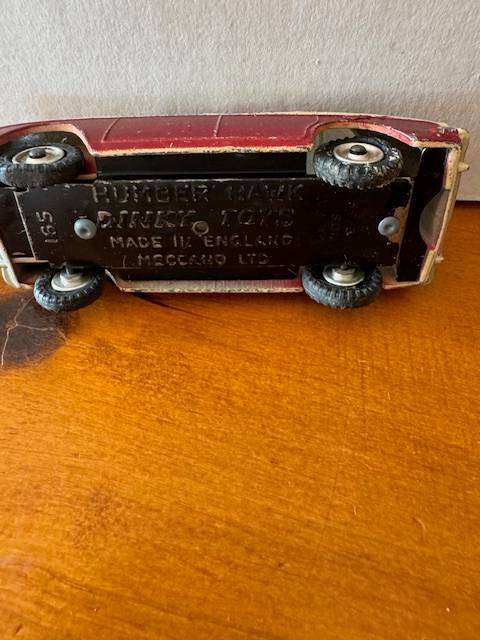 HUMBER HAWK
DINKY TOYS
MADE IN ENGLAND
MECCANO LTD
165